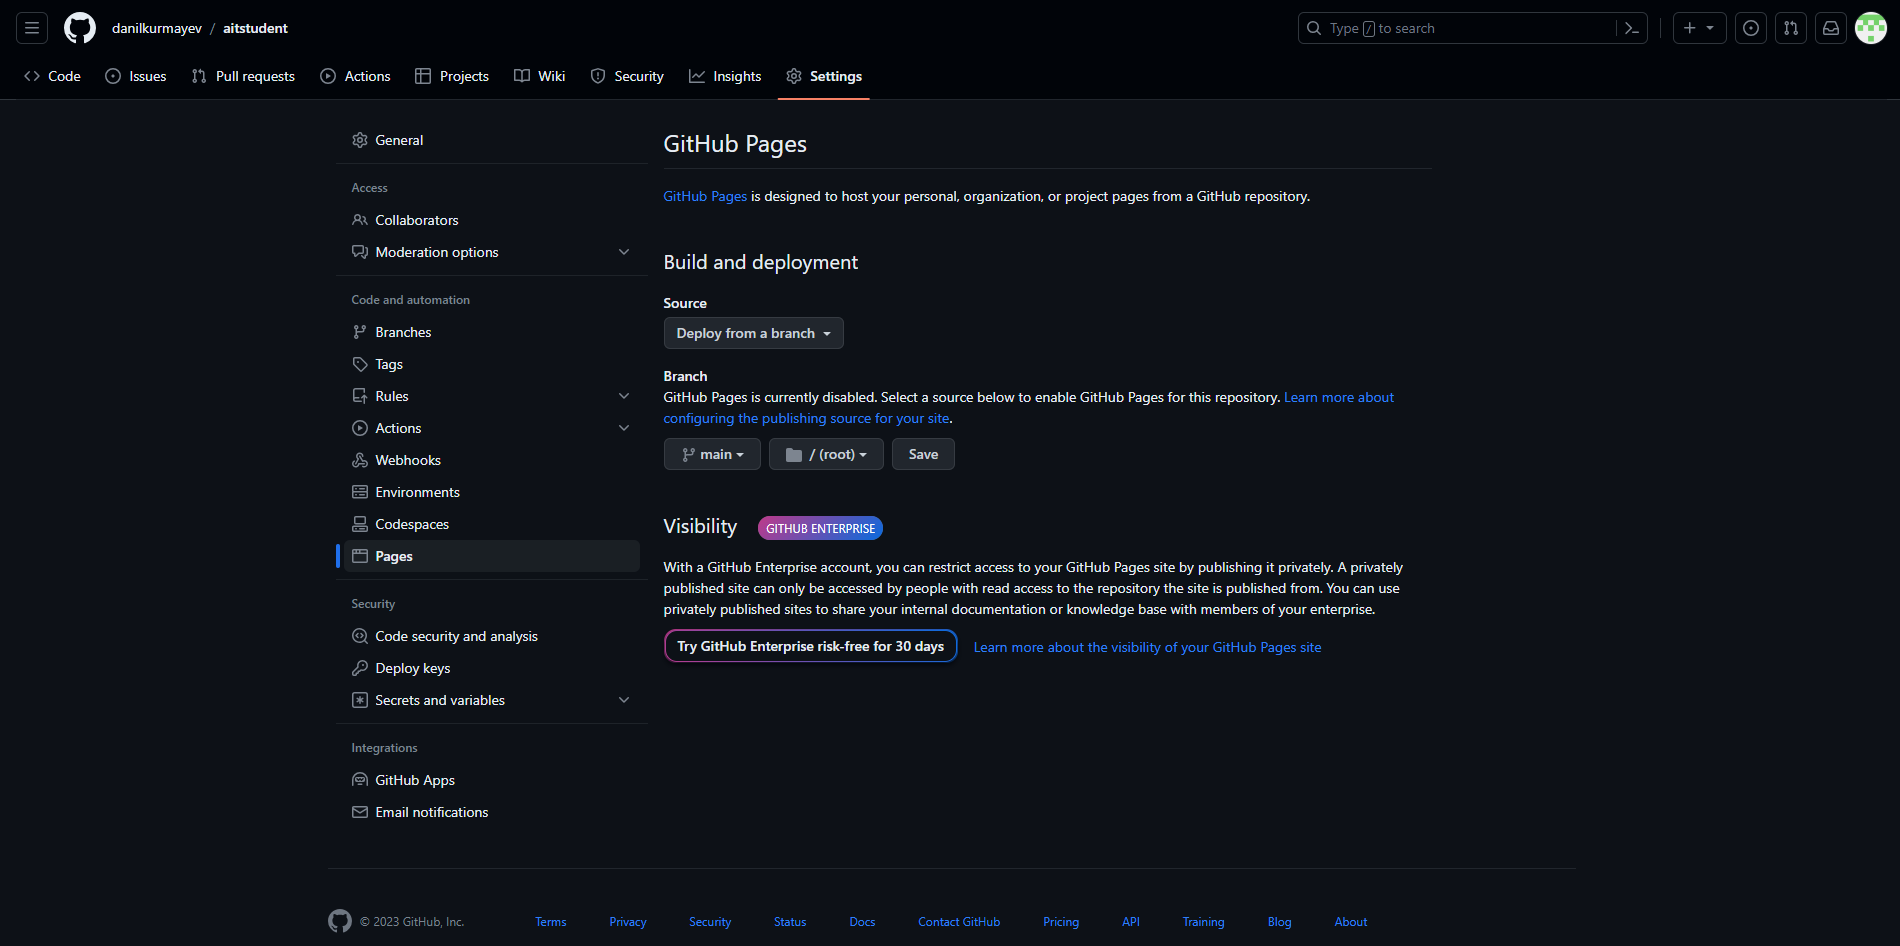 danilkurmayev / aitstudent
Type / to search
Code Issues Pull requests Actions Projects Wiki Security Insights Settings
General
Access
Collaborators
Moderation options
Code and automation
Branches
Tags
Rules
Actions
Webhooks
Environments
Codespaces
Pages
Security
Code security and analysis
Deploy keys
Secrets and variables
Integrations
GitHub Apps
Email notifications
GitHub Pages
GitHub Pages is designed to host your personal, organization, or project pages from a GitHub repository.
Build and deployment
Source
Deploy from a branch
Branch
GitHub Pages is currently disabled. Select a source below to enable GitHub Pages for this repository. Learn more about
configuring the publishing source for your site.
main / (root) Save
Visibility GITHUB ENTERPRISE
With a GitHub Enterprise account, you can restrict access to your GitHub Pages site by publishing it privately. A privately
published site can only be accessed by people with read access to the repository the site is published from. You can use
privately published sites to share your internal documentation or knowledge base with members of your enterprise.
Try GitHub Enterprise risk-free for 30 days Learn more about the visibility of your GitHub Pages site
© 2023 GitHub, Inc. Terms Privacy Security Status Docs Contact GitHub Pricing API Training Blog About